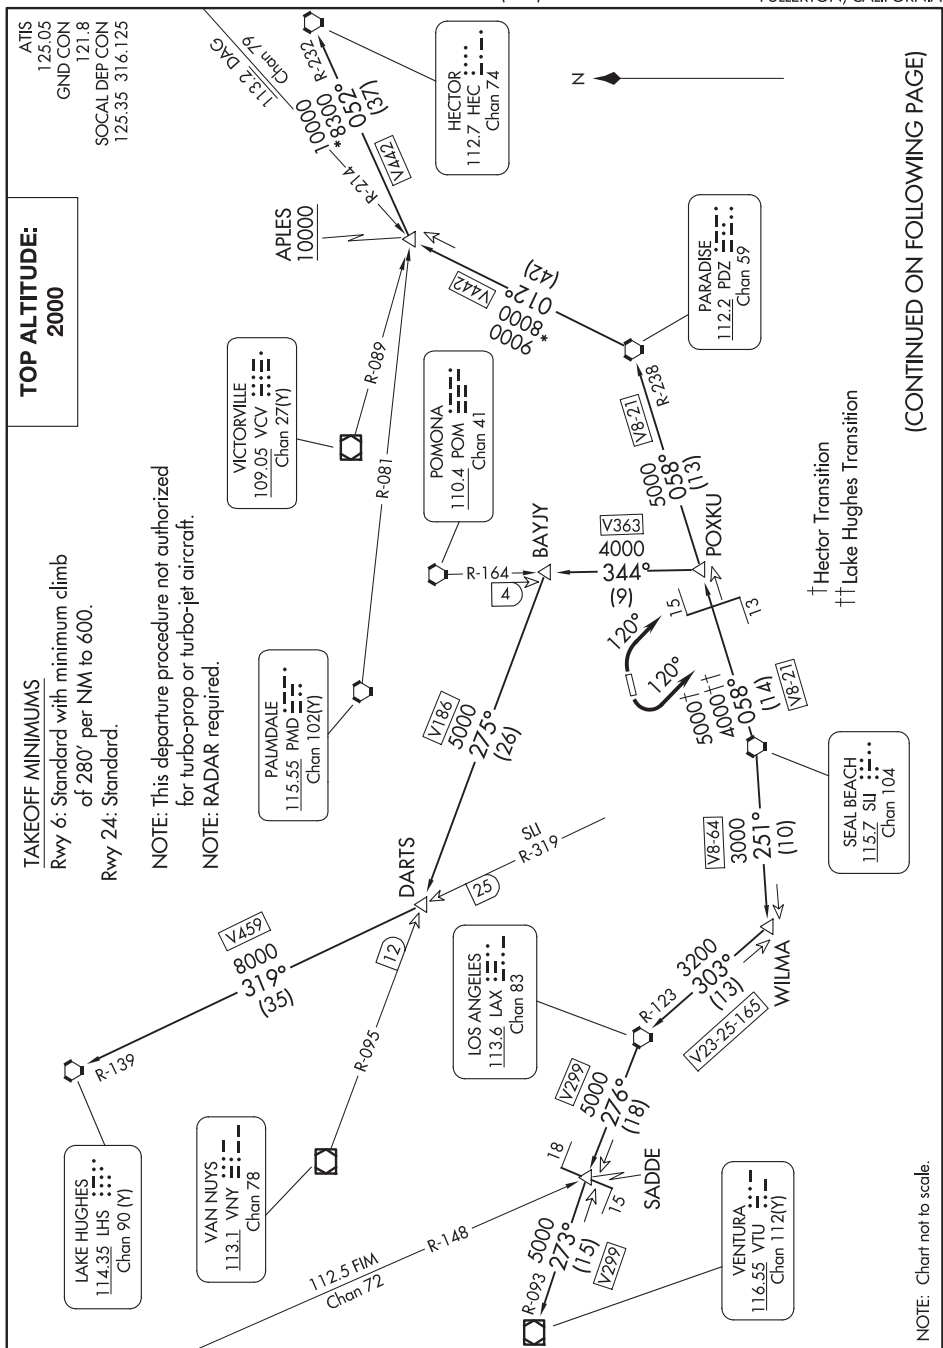 FULLERTON, CALIFORNIA
ATIS
125.05
GND CON
121.8
SOCAL DEP CON
125.35 316.125
TOP ALTITUDE:
2000
TAKEOFF MINIMUMS
Rwy 6: Standard with minimum climb
of 280' per NM to 600.
Rwy 24: Standard.
NOTE: This departure procedure not authorized
for turbo-prop or turbo-jet aircraft.
NOTE: RADAR required.
LAKE HUGHES
114.35 LHS
Chan 90 (Y)
R-139
V459
8000
319°
(35)
VAN NUYS
113.1 VNY
Chan 78
R-095
12
DARTS
25
SLI
R-319
PALMDALE
115.55 PMD
Chan 102(Y)
R-081
VICTORVILLE
109.05 VCV
Chan 27(Y)
R-089
APLES
10000
113.2 DAG
Chan 79
R-214
10000
*8300
052°
(37)
R-232
V442
HECTOR
112.7 HEC
Chan 74
N
V186
5000
275°
(26)
POMONA
110.4 POM
Chan 41
R-164
4
BAYJY
V363
4000
344°
(9)
9000
*8000
012°
(42)
V442
PARADISE
112.2 PDZ
Chan 59
R-238
V8-21
5000
058°
(13)
POXKU
15
13
120°
120°
5000†
4000††
058°
(14)
V8-21
SEAL BEACH
115.7 SLI
Chan 104
V8-64
3000
251°
(10)
WILMA
3200
303°
(13)
V23-25-165
R-123
LOS ANGELES
113.6 LAX
Chan 83
V299
5000
276°
(18)
18
15
SADDE
112.5 FIM
Chan 72
R-148
R-093
5000
273°
(15)
V299
VENTURA
116.55 VTU
Chan 112(Y)
†Hector Transition
††Lake Hughes Transition
NOTE: Chart not to scale.
(CONTINUED ON FOLLOWING PAGE)